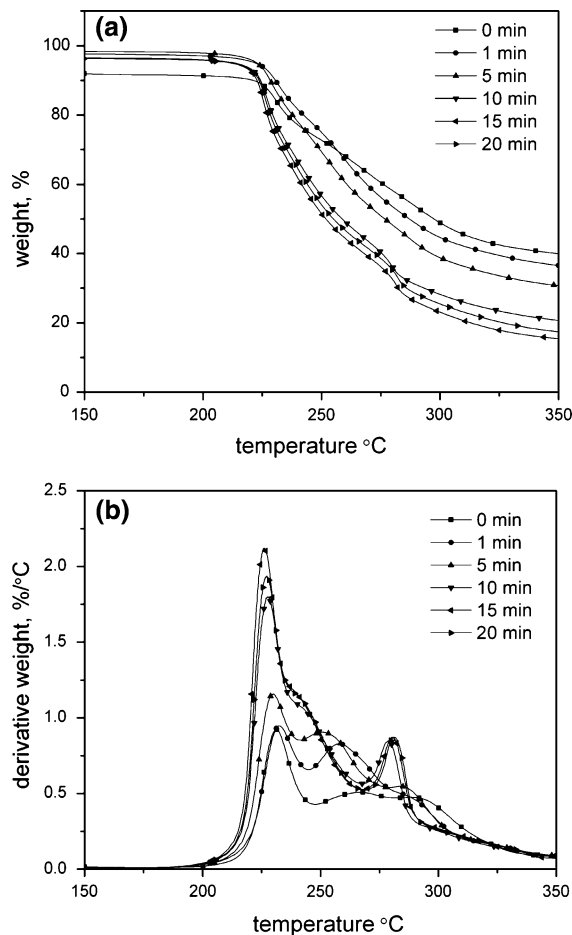 (a)
0 min
1 min
5 min
10 min
15 min
20 min
100
80
60
40
20
0
weight, %
150 200 250 300 350
temperature °C
(b)
0 min
1 min
5 min
10 min
15 min
20 min
2.5
2.0
1.5
1.0
0.5
0.0
derivative weight, %/°C
150 200 250 300 350
temperature °C